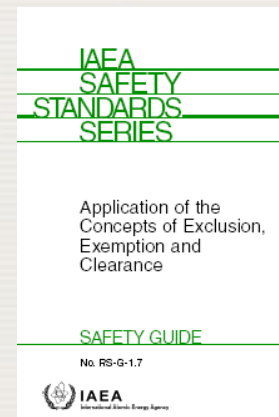 IAEA
SAFETY
STANDARDS
SERIES
Application of the
Concepts of Exclusion,
Exemption and
Clearance
SAFETY GUIDE
No. RS-G-1.7
IAEA
International Atomic Energy Agency